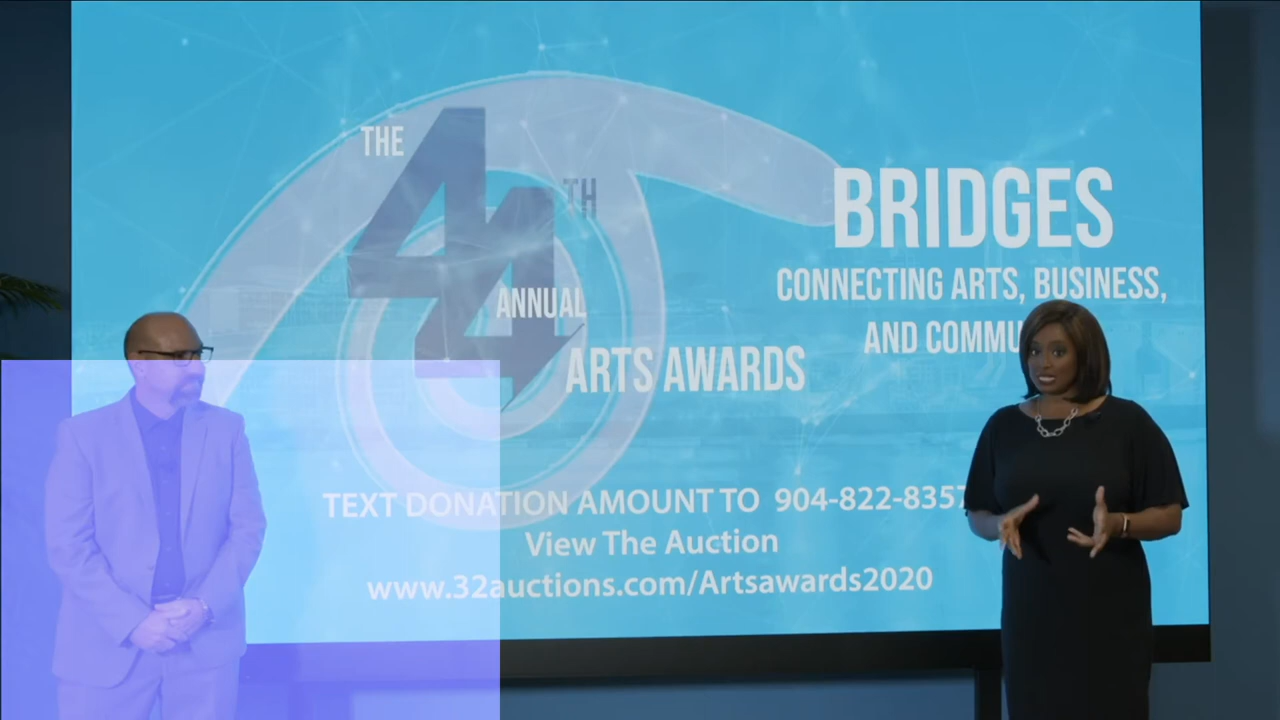 THE
44TH
ANNUAL
ARTS AWARDS
BRIDGES
CONNECTING ARTS, BUSINESS,
AND
TEXT DONATION AMOUNT TO 904-822-8357
View The Auction
www.32auctions.com/Artsawards2020